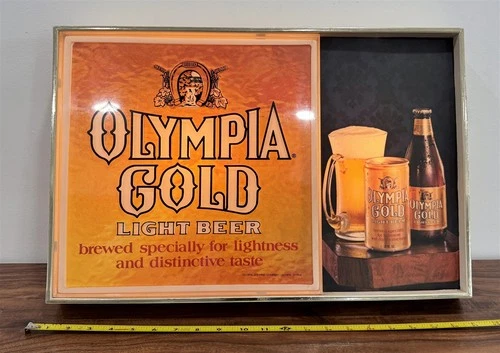 OLYMPIA
GOLD
LIGHT BEER
brewed specially for lightness
and distinctive taste
OLYMPIA
GOLD
OLYMPIA
GOLD